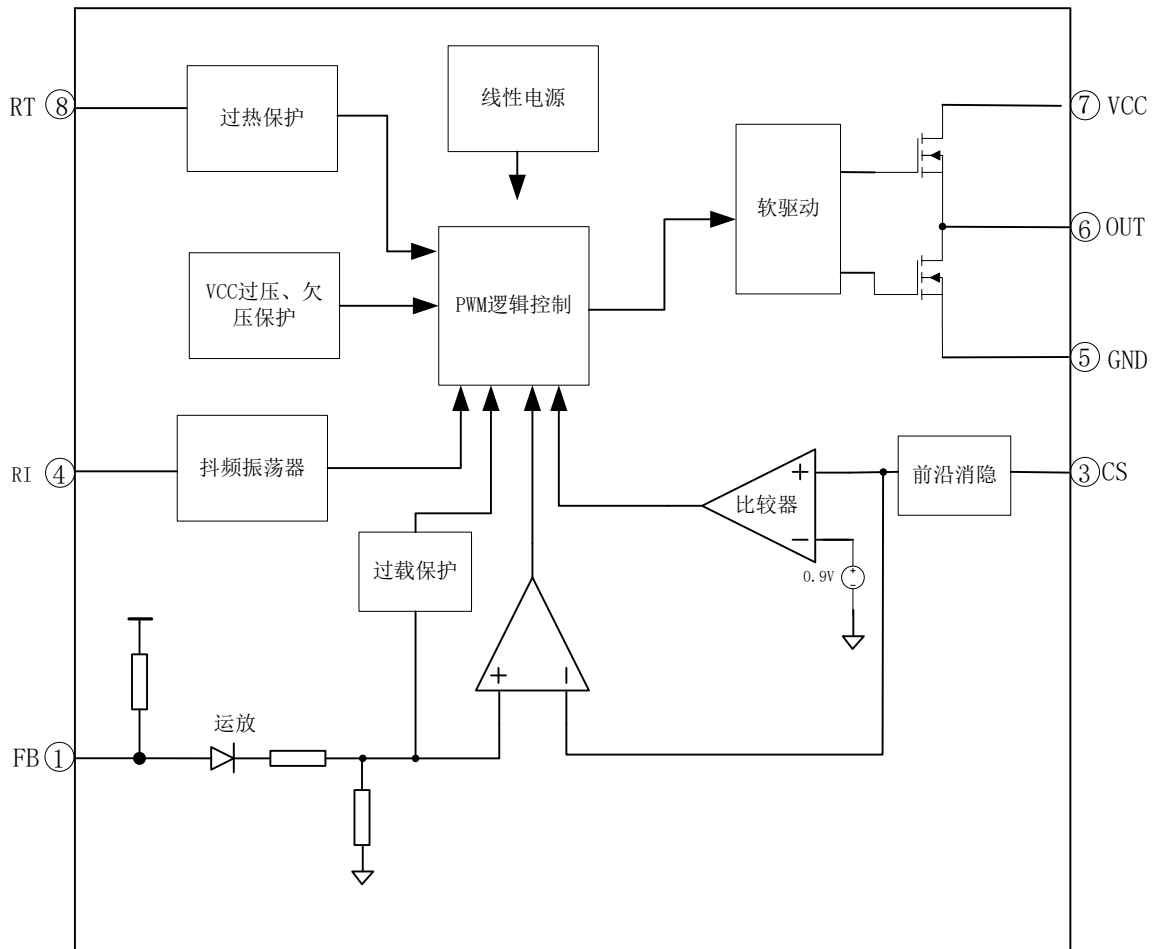 RT ⑧
过热保护
线性电源
⑦ VCC
软驱动
⑥ OUT
VCC过压、欠
压保护
PWM逻辑控制
⑤ GND
RI ④
抖频振荡器
+
比较器
−
前沿消隐
③ CS
0.9V
+
−
过载保护
+
−
运放
FB ①